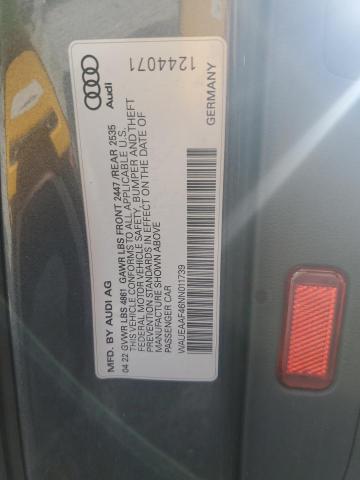 Audi
1244071
MFD. BY AUDI AG
04 22 GVWR LBS 4861 GAWR LBS FRONT 2447 /REAR 2535
THIS VEHICLE CONFORMS TO ALL APPLICABLE U.S.
FEDERAL MOTOR VEHICLE SAFETY, BUMPER AND THEFT
PREVENTION STANDARDS IN EFFECT ON THE DATE OF
MANUFACTURE SHOWN ABOVE
PASSENGER CAR
WAUEAAF46NN011739
GERMANY